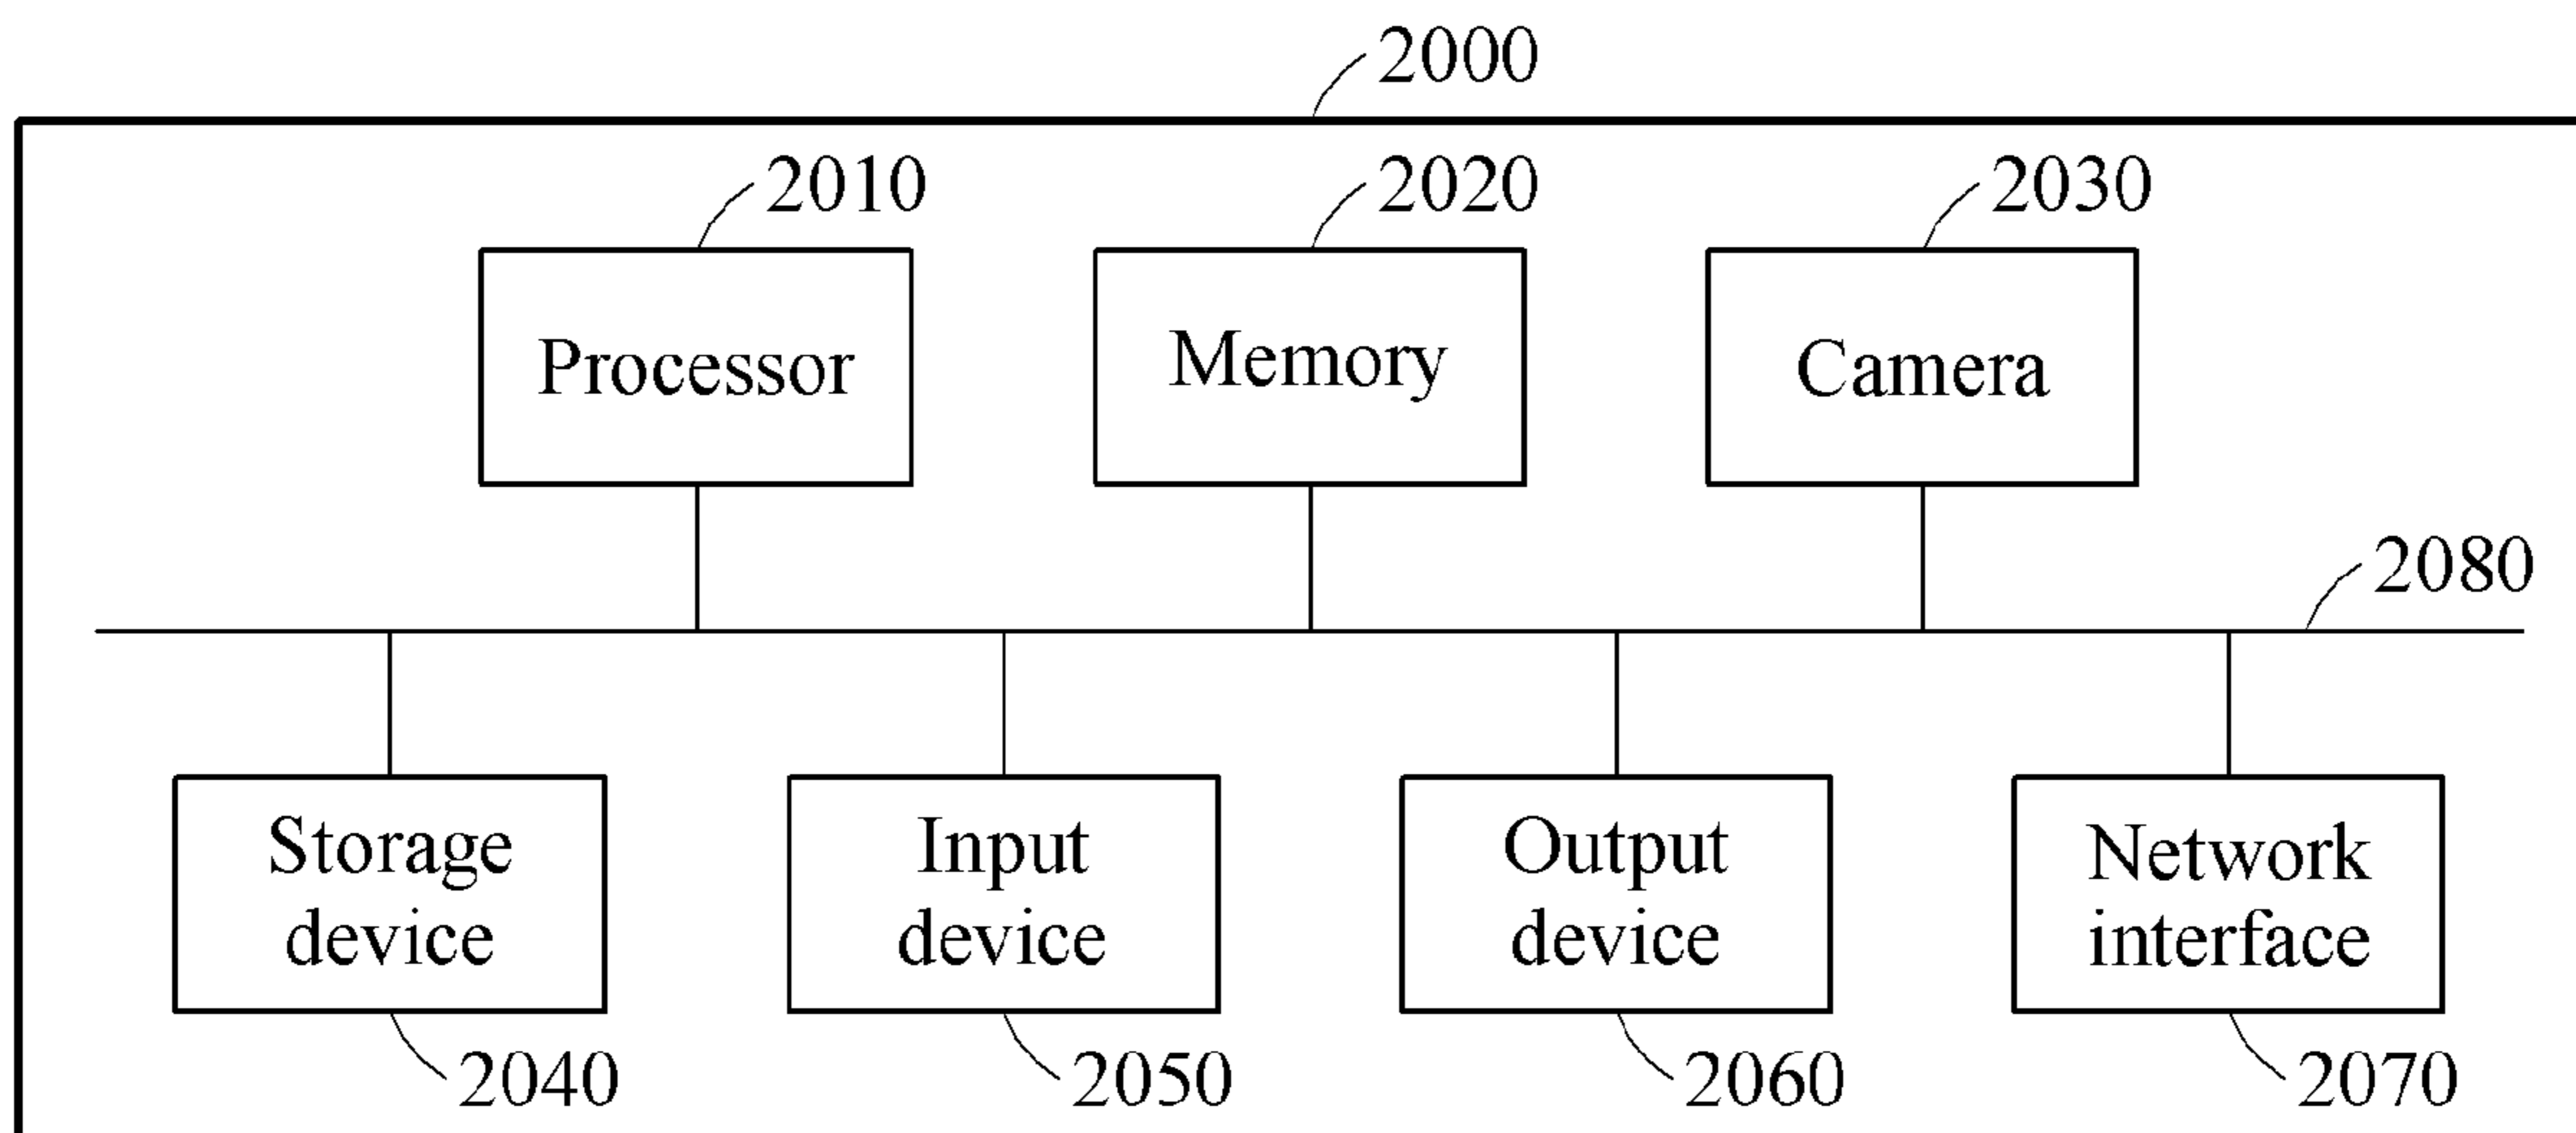 2000
2010
2020
2030
Processor
Memory
Camera
2080
Storage
device
Input
device
Output
device
Network
interface
2040
2050
2060
2070